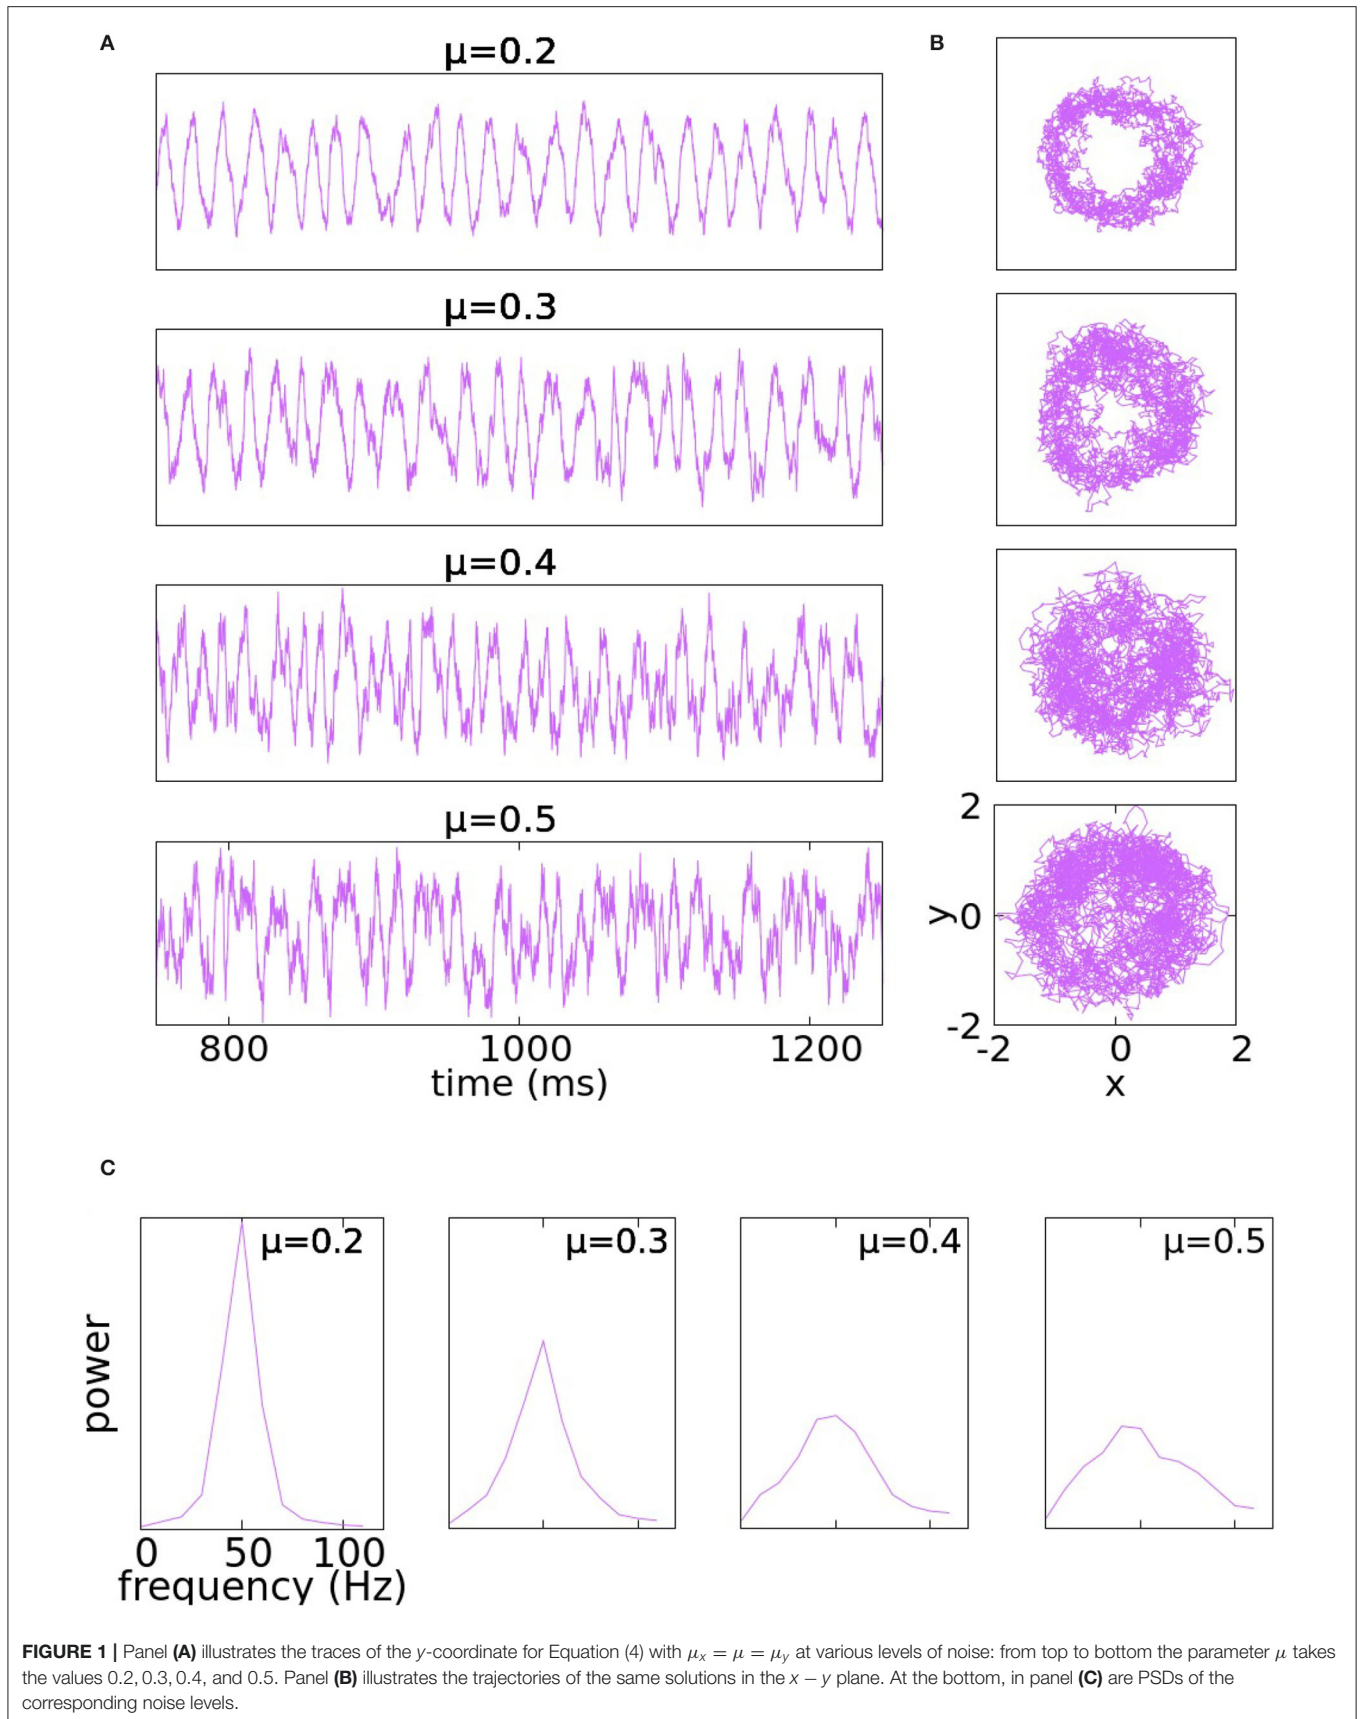 A
B
μ=0.2
μ=0.3
μ=0.4
μ=0.5
800 1000 1200
time (ms)
2
y 0
-2
-2 0 2
x
C
μ=0.2 μ=0.3 μ=0.4 μ=0.5
power
0 50 100
frequency (Hz)
FIGURE 1 | Panel (A) illustrates the traces of the y-coordinate for Equation (4) with μx = μ = μy at various levels of noise: from top to bottom the parameter μ takes
the values 0.2, 0.3, 0.4, and 0.5. Panel (B) illustrates the trajectories of the same solutions in the x − y plane. At the bottom, in panel (C) are PSDs of the
corresponding noise levels.